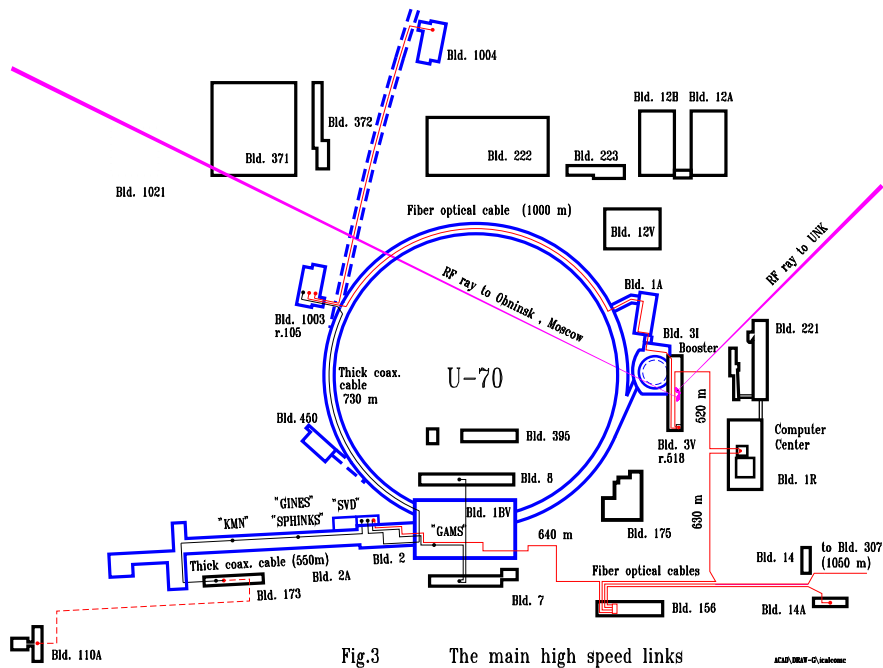 Bld. 1004
Bld. 12B
Bld. 12A
Bld. 372
Bld. 371
Bld. 222
Bld. 223
Bld. 1021
Fiber optical cable (1000 m)
Bld. 12V
RF ray to UNK
RF ray to Obninsk , Moscow
Bld. 1A
Bld. 1003
r.105
Bld. 3I
Booster
Bld. 221
Thick coax.
cable
730 m
U-70
520 m
Bld. 450
Bld. 395
Bld. 3V
r.518
Computer
Center
Bld. 8
Bld. 1R
"GINES"
"SVD"
"KMN"
"SPHINKS"
Bld. 1BV
"GAMS"
640 m
Bld. 175
630 m
Bld. 2
Thick coax. cable (550m)
Bld. 2A
Bld. 14
to Bld. 307
(1050 m)
Fiber optical cables
Bld. 173
Bld. 7
Bld. 156
Bld. 14A
Bld. 110A
Fig.3 The main high speed links